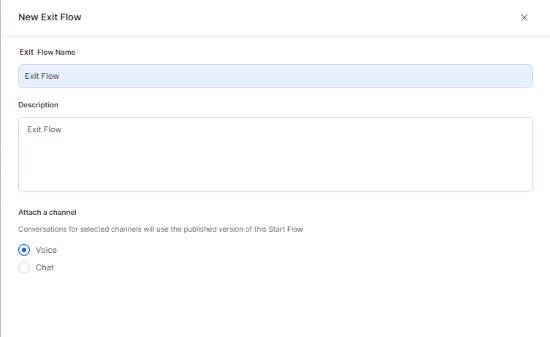 New Exit Flow
Exit Flow Name
Exit Flow
Description
Exit Flow
Attach a channel
Conversations for selected channels will use the published version of this Start Flow
Voice
Chat